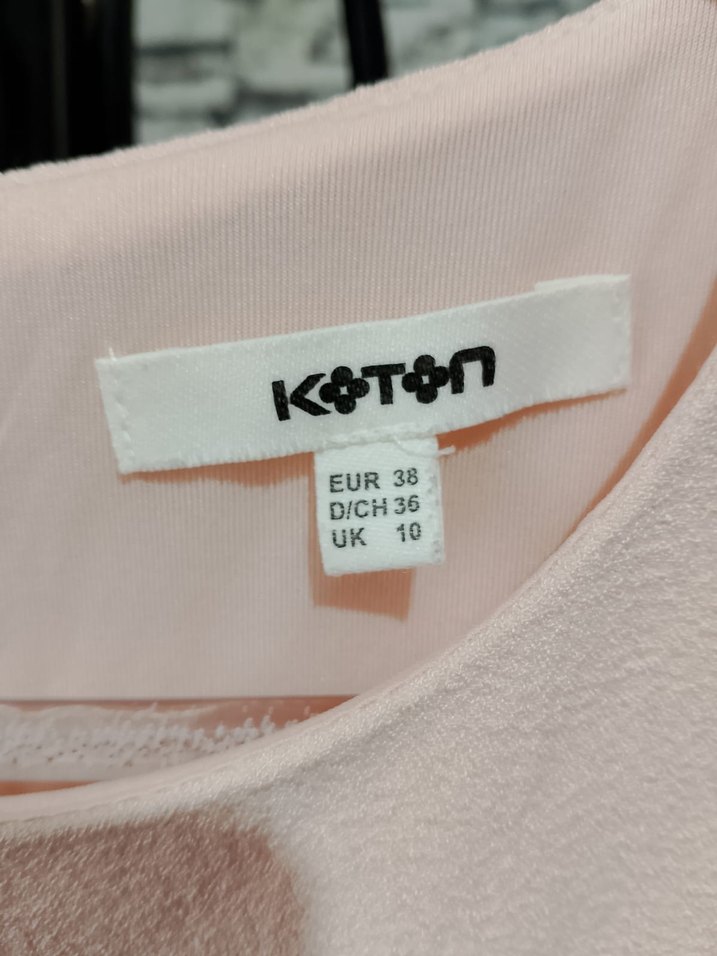 KOTON
EUR 38
D/CH 36
UK 10